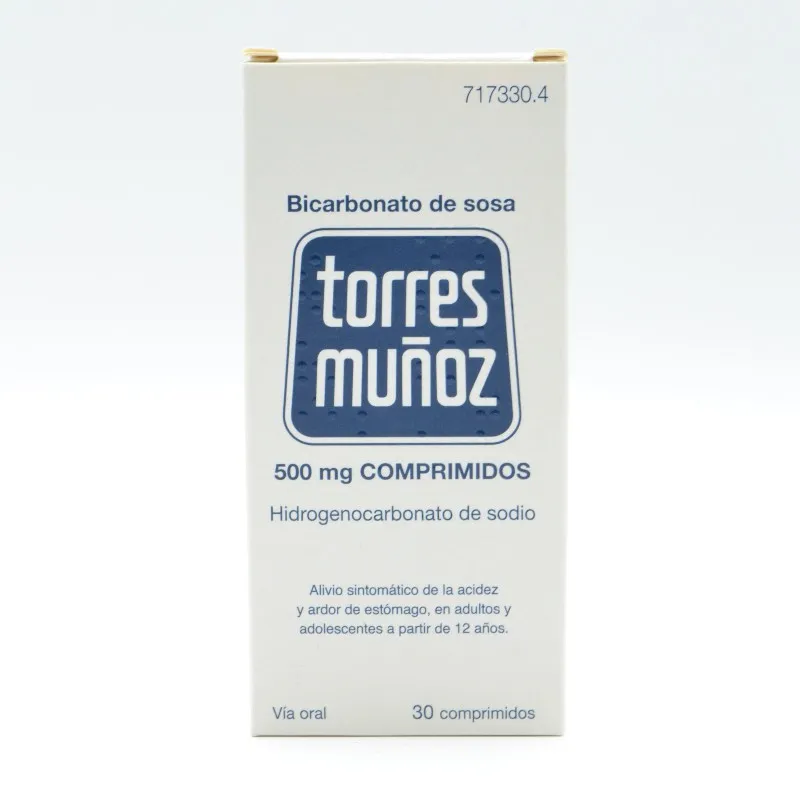 717330.4
Bicarbonato de sosa
torres
muñoz
500 mg COMPRIMIDOS
Hidrogenocarbonato de sodio
Alivio sintomático de la acidez
y ardor de estómago, en adultos y
adolescentes a partir de 12 años.
Vía oral 30 comprimidos